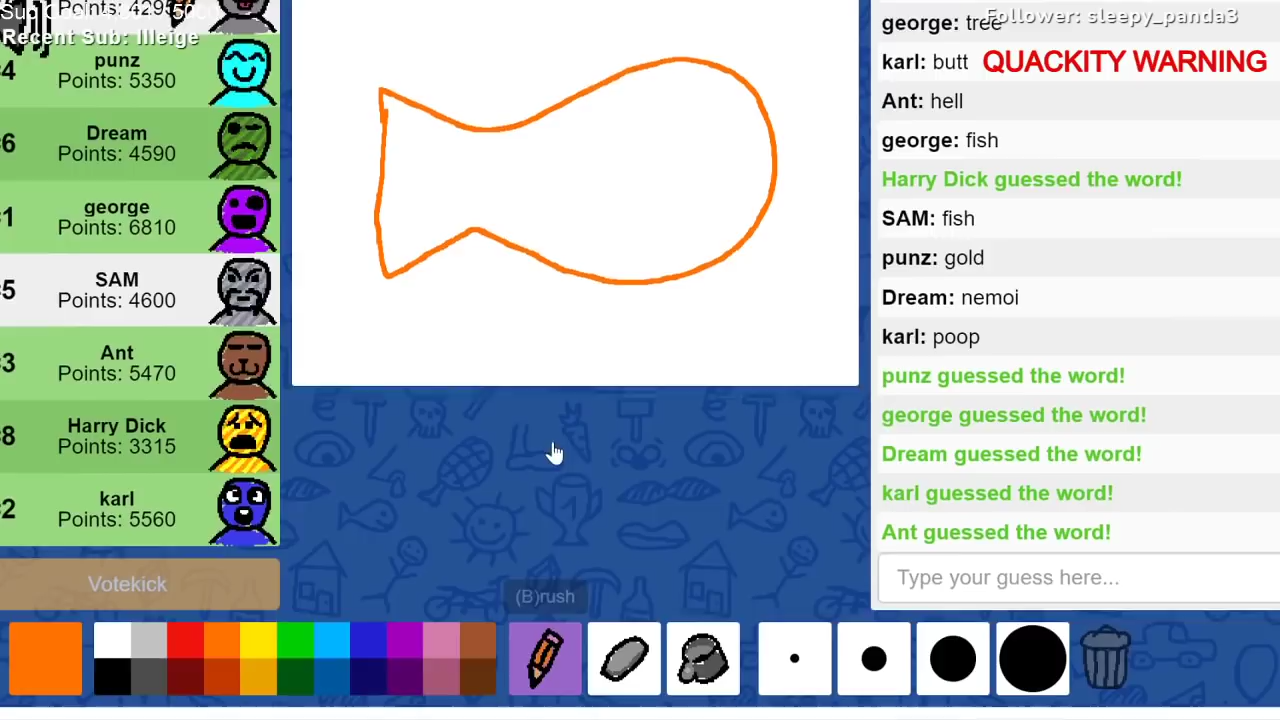 Points: 4295
Recent Sub: Illeige
#4
punz
Points: 5350
#6
Dream
Points: 4590
#1
george
Points: 6810
#5
SAM
Points: 4600
#3
Ant
Points: 5470
#8
Harry Dick
Points: 3315
#2
karl
Points: 5560
Votekick
(B)rush
Follower: sleepy_panda3
george: tree
karl: butt QUACKITY WARNING
Ant: hell
george: fish
Harry Dick guessed the word!
SAM: fish
punz: gold
Dream: nemoi
karl: poop
punz guessed the word!
george guessed the word!
Dream guessed the word!
karl guessed the word!
Ant guessed the word!
Type your guess here...